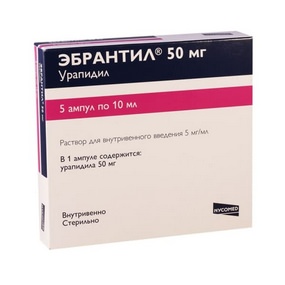 ЭБРАНТИЛ® 50 мг
Урапидил
5 ампул по 10 мл
Раствор для внутривенного введения 5 мг/мл
В 1 ампуле содержится:
урапидила 50 мг
Внутривенно
Стерильно
NYCOMED